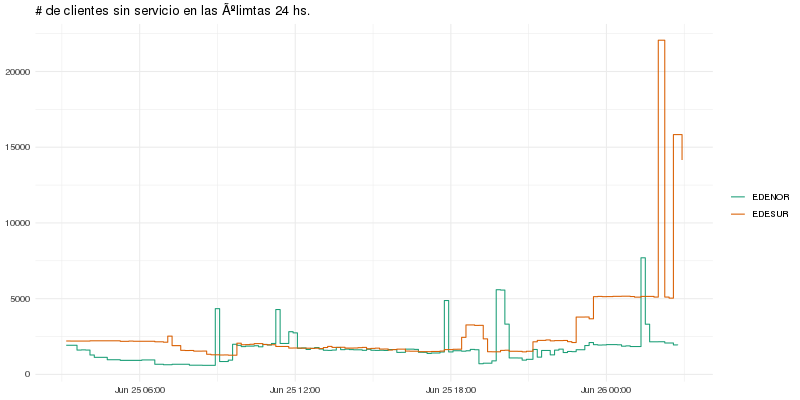 # de clientes sin servicio en las Ãºlimtas 24 hs.
20000
15000
10000
5000
0
Jun 25 06:00
Jun 25 12:00
Jun 25 18:00
Jun 26 00:00
EDENOR
EDESUR